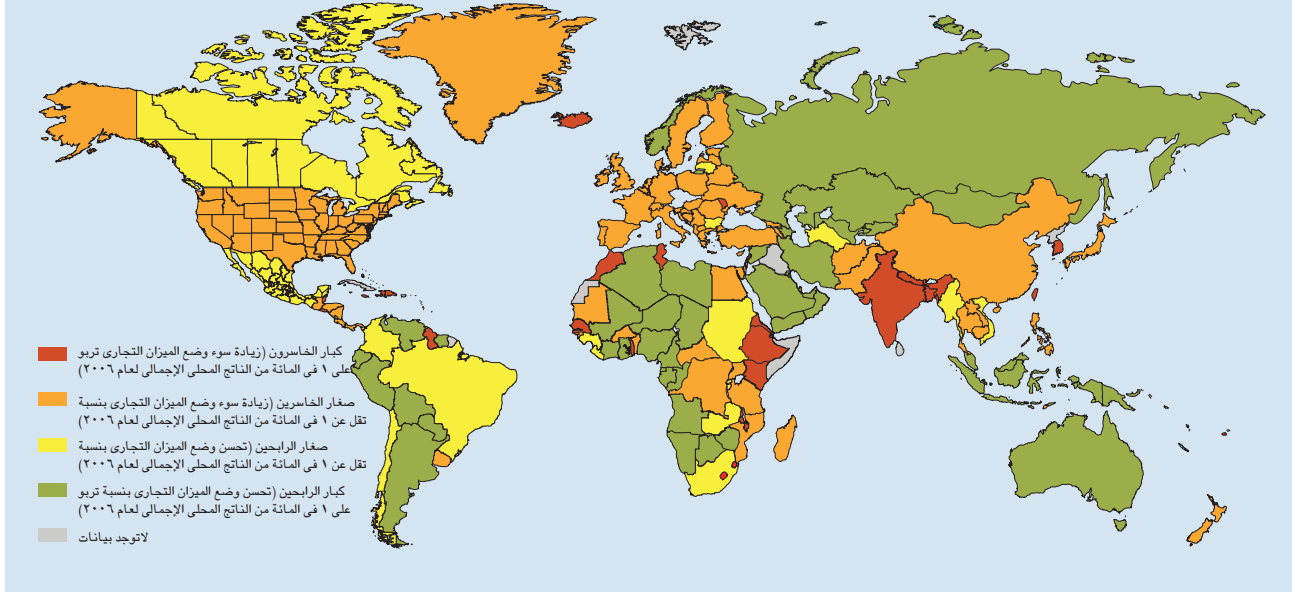 كبار الخاسرون (زيادة سوء وضع الميزان التجارى تربو
على ١ فى المائة من الناتج المحلى الإجمالى لعام ٢٠٠٦)
صغار الخاسرين (زيادة سوء وضع الميزان التجارى بنسبة
تقل عن ١ فى المائة من الناتج المحلى الإجمالى لعام ٢٠٠٦)
صغار الرابحين (تحسن وضع الميزان التجارى بنسبة
تقل عن ١ فى المائة من الناتج المحلى الإجمالى لعام ٢٠٠٦)
كبار الرابحين (تحسن وضع الميزان التجارى بنسبة تربو
على ١ فى المائة من الناتج المحلى الإجمالى لعام ٢٠٠٦)
لاتوجد بيانات